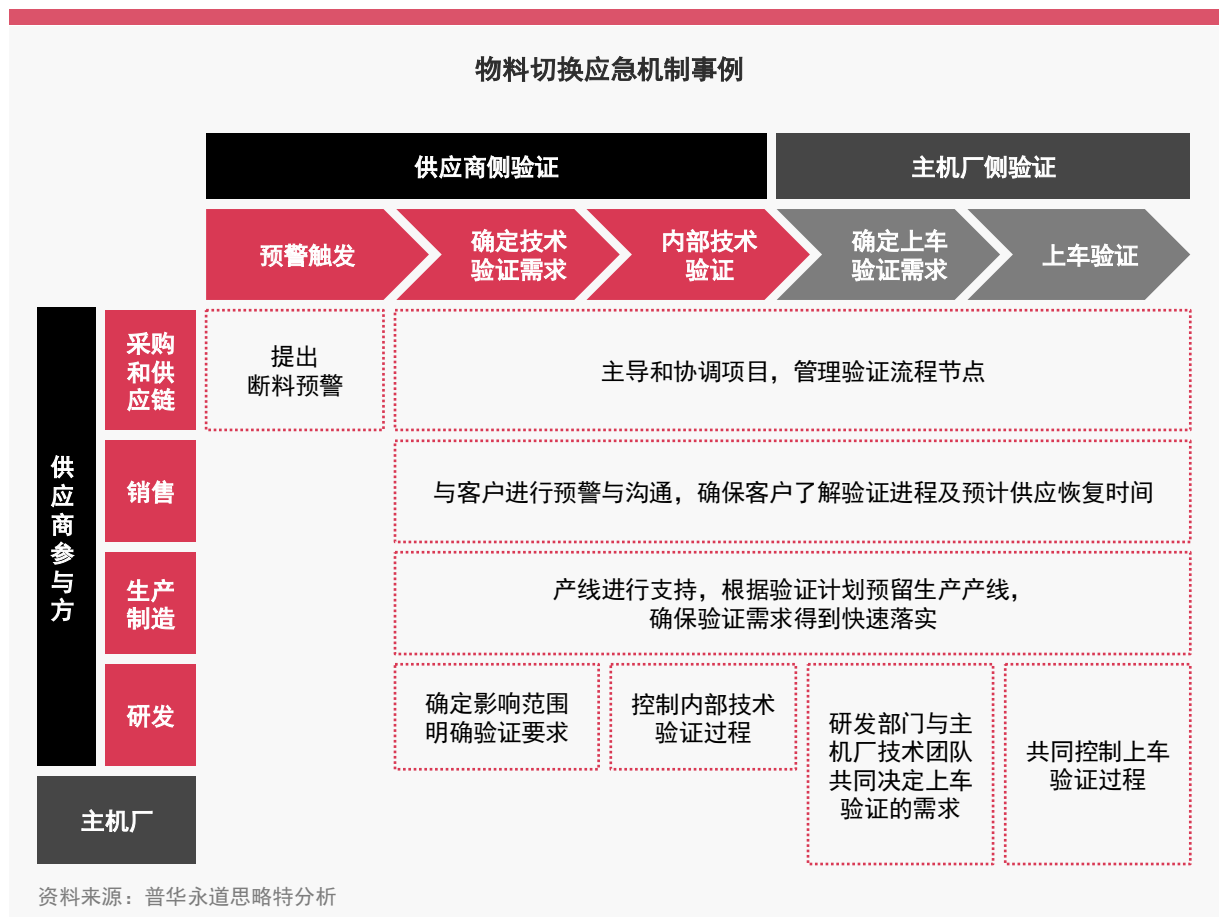 物料切换应急机制事例
供应商侧验证
主机厂侧验证
预警触发
确定技术
验证需求
内部技术
验证
确定上车
验证需求
上车验证
供应商参与方
采购
和供
应链
提出
断料预警
主导和协调项目，管理验证流程节点
销售
与客户进行预警与沟通，确保客户了解验证进程及预计供应恢复时间
生产
制造
产线进行支持，根据验证计划预留生产产线，
确保验证需求得到快速落实
研发
确定影响范围
明确验证要求
控制内部技术
验证过程
研发部门与主
机厂技术团队
共同决定上车
验证的需求
共同控制上车
验证过程
主机厂
资料来源：普华永道思略特分析